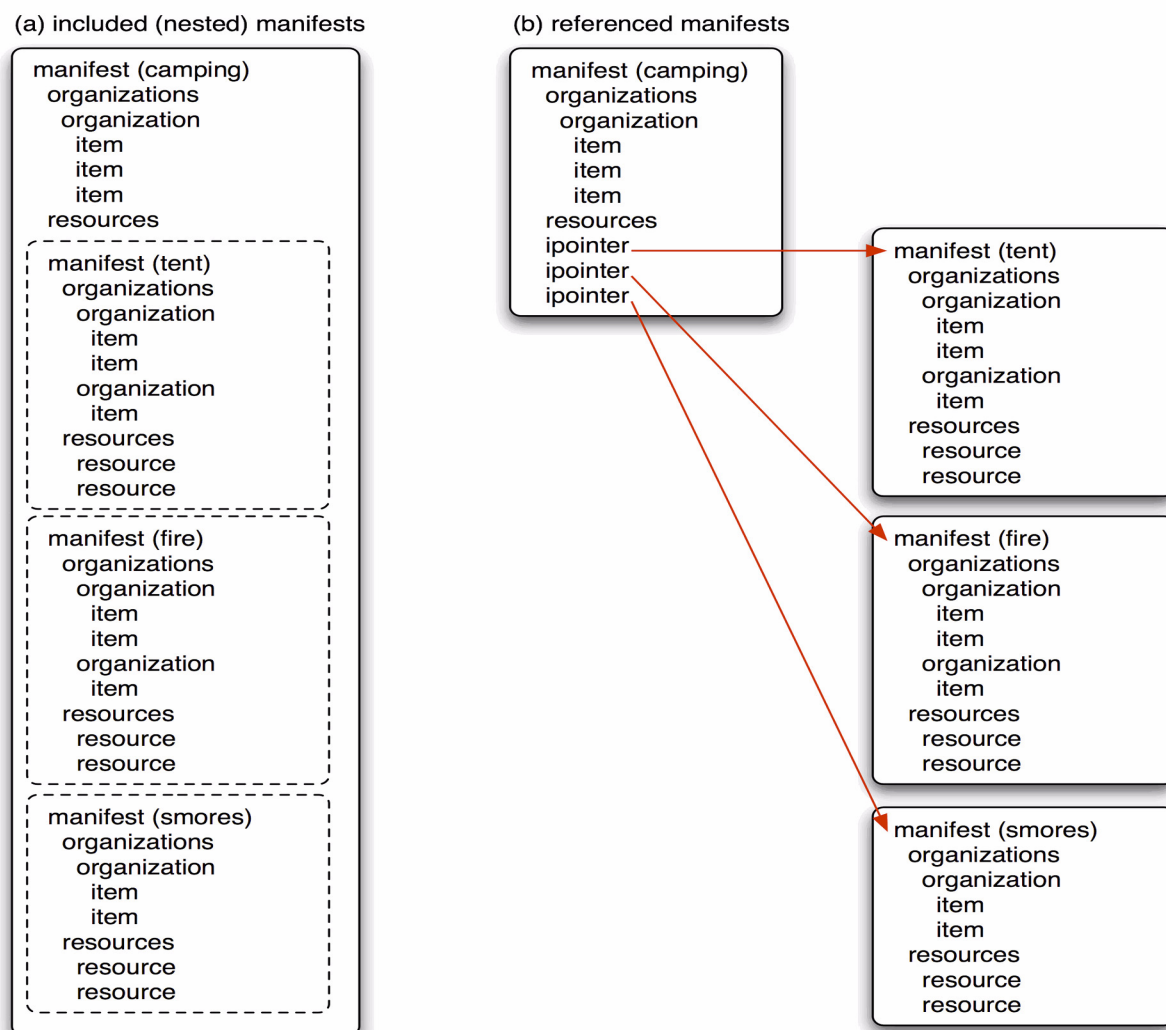 (a) included (nested) manifests
manifest (camping)
organizations
organization
item
item
item
resources
manifest (tent)
organizations
organization
item
item
organization
item
resources
resource
resource
manifest (fire)
organizations
organization
item
item
organization
item
resources
resource
resource
manifest (smores)
organizations
organization
item
item
resources
resource
resource
(b) referenced manifests
manifest (camping)
organizations
organization
item
item
item
resources
ipointer
ipointer
ipointer
manifest (tent)
organizations
organization
item
item
organization
item
resources
resource
resource
manifest (fire)
organizations
organization
item
item
organization
item
resources
resource
resource
manifest (smores)
organizations
organization
item
item
resources
resource
resource